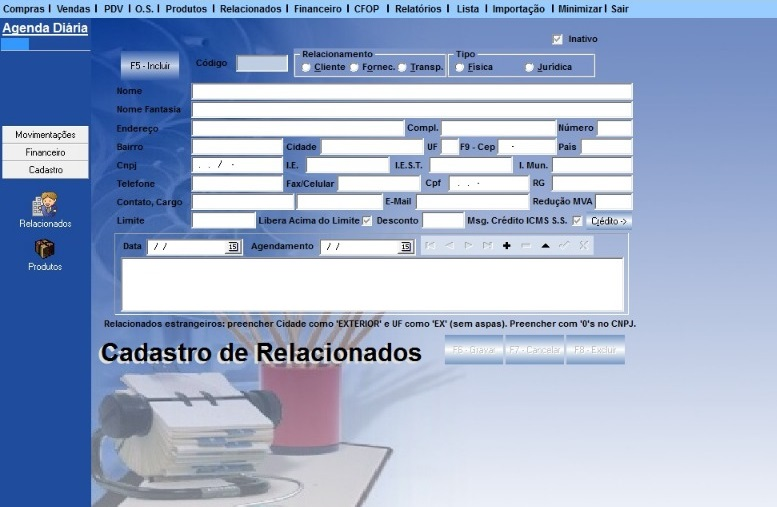 Compras | Vendas | PDV | O.S. | Produtos | Relacionados | Financeiro | CFOP | Relatórios | Lista | Importação | Minimizar | Sair
Agenda Diária
Inativo
F5 - Incluir Código
Relacionamento
Cliente Fornec. Transp.
Tipo
Física Jurídica
Nome
Nome Fantasia
Endereço Compl. Número
Bairro Cidade UF F9 - Cep - País
Cnpj . . / - I.E. I.E.S.T. I. Mun.
Telefone Fax/Celular Cpf . . - RG
Contato, Cargo E-Mail Redução MVA
Limite Libera Acima do Limite Desconto Msg. Crédito ICMS S.S. Crédito ->
Movimentações
Financeiro
Cadastro
Relacionados
Produtos
Data / / 15 Agendamento / / 15
Relacionados estrangeiros: preencher Cidade como 'EXTERIOR' e UF como 'EX' (sem aspas). Preencher com '0's no CNPJ.
Cadastro de Relacionados
F6 - Gravar F7 - Cancelar F8 - Excluir